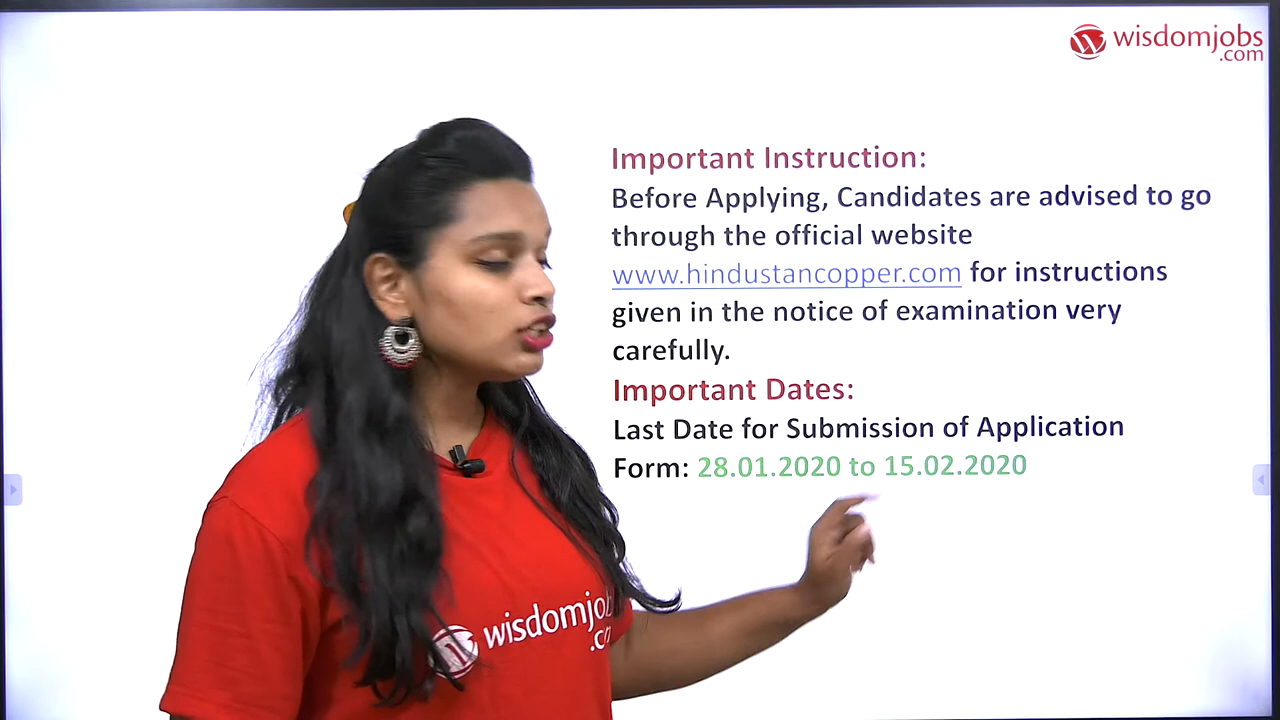 wisdomjobs
.com
Important Instruction:
Before Applying, Candidates are advised to go
through the official website
www.hindustancopper.com for instructions
given in the notice of examination very
carefully.
Important Dates:
Last Date for Submission of Application
Form: 28.01.2020 to 15.02.2020
wisdomjob
.c